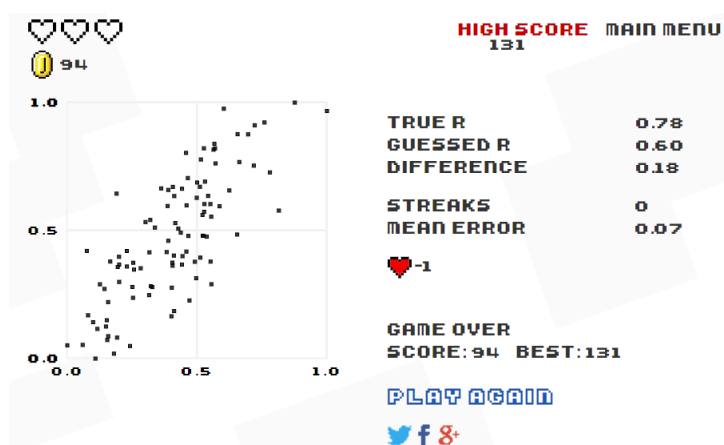 HIGH SCORE MAIN MENU
131
94
TRUE R 0.78
GUESSED R 0.60
DIFFERENCE 0.18
STREAKS 0
MEAN ERROR 0.07
-1
GAME OVER
SCORE: 94 BEST: 131
PLAY AGAIN
1.0
0.5
0.0
0.0 0.5 1.0